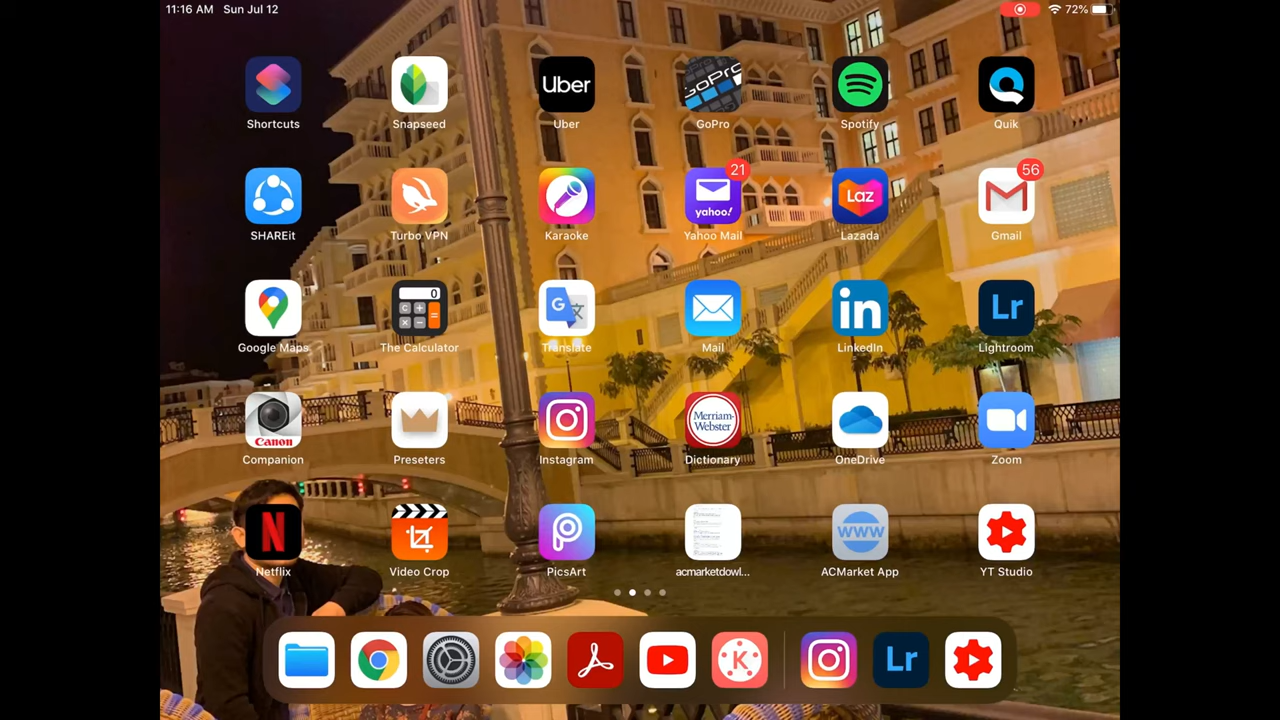 11:16 AM Sun Jul 12
72%
Uber
GoPro
Shortcuts Snapseed Uber GoPro Spotify Quik
21
56
yahoo!
Laz
SHAREit Turbo VPN Karaoke Yahoo Mail Lazada Gmail
0
C
G 文
in
Lr
Google Maps The Calculator Translate Mail LinkedIn Lightroom
Canon
Merriam-
Webster
Companion Preseters Instagram Dictionary OneDrive Zoom
N
WWW
Netflix Video Crop PicsArt acmarketdowl... ACMarket App YT Studio
K
Lr